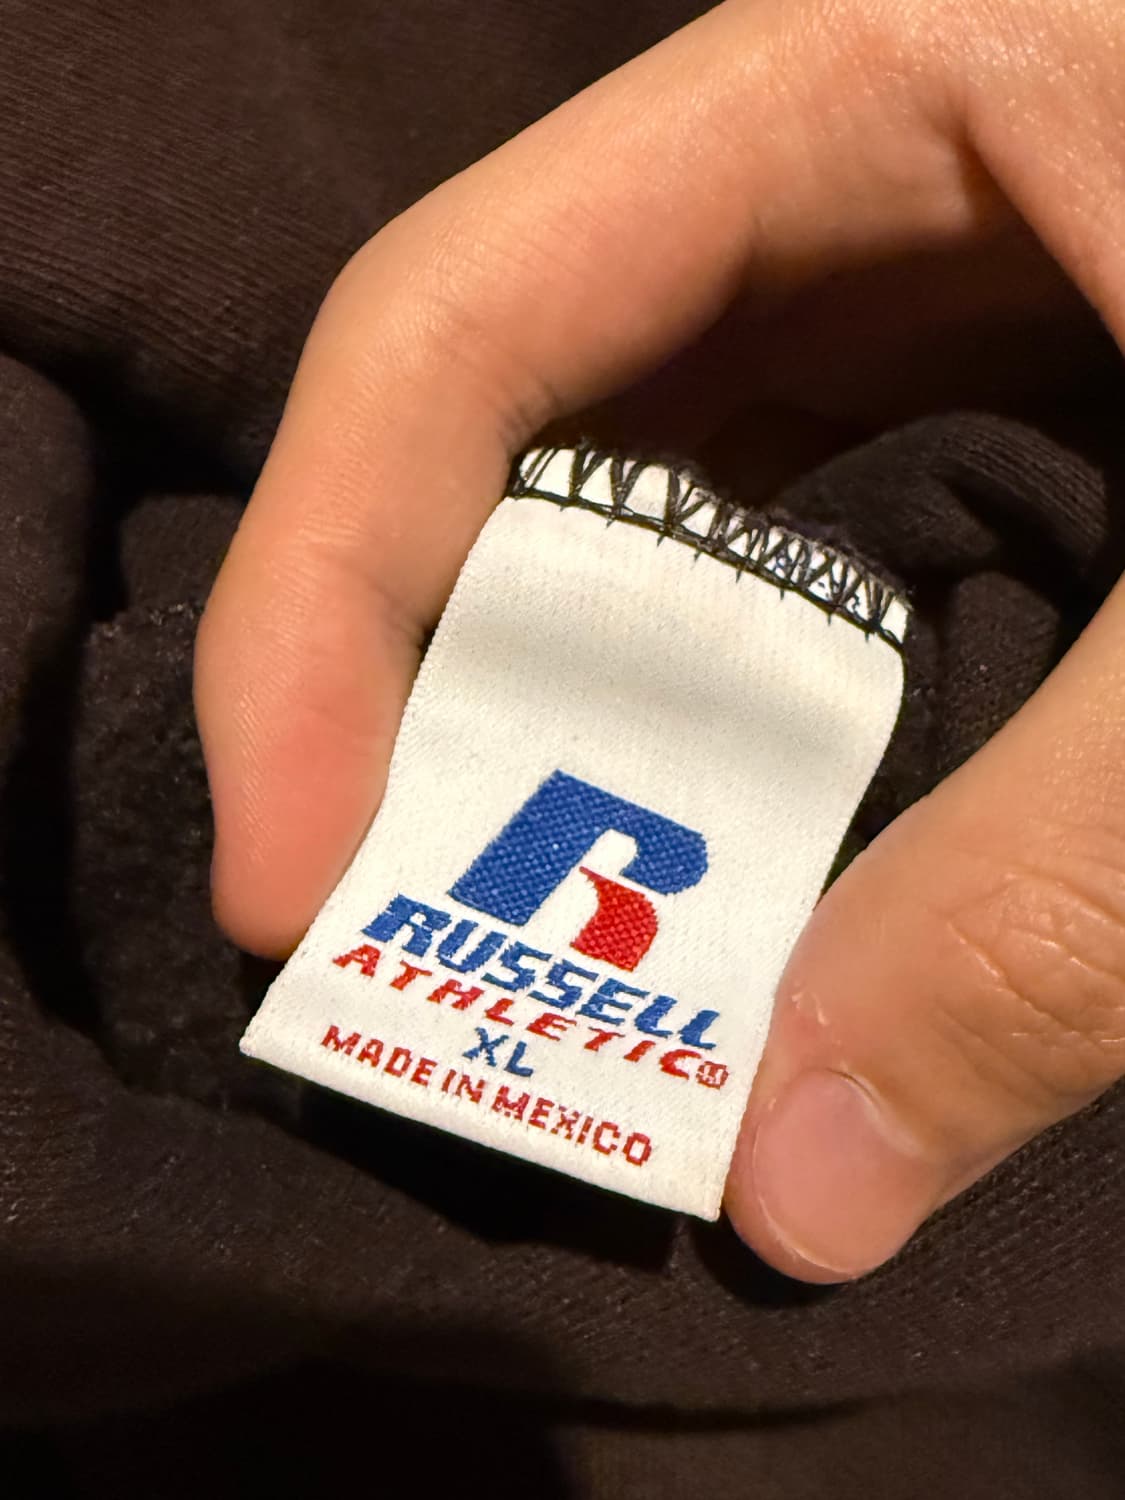 R
RUSSELL
ATHLETIC®
XL
MADE IN MEXICO